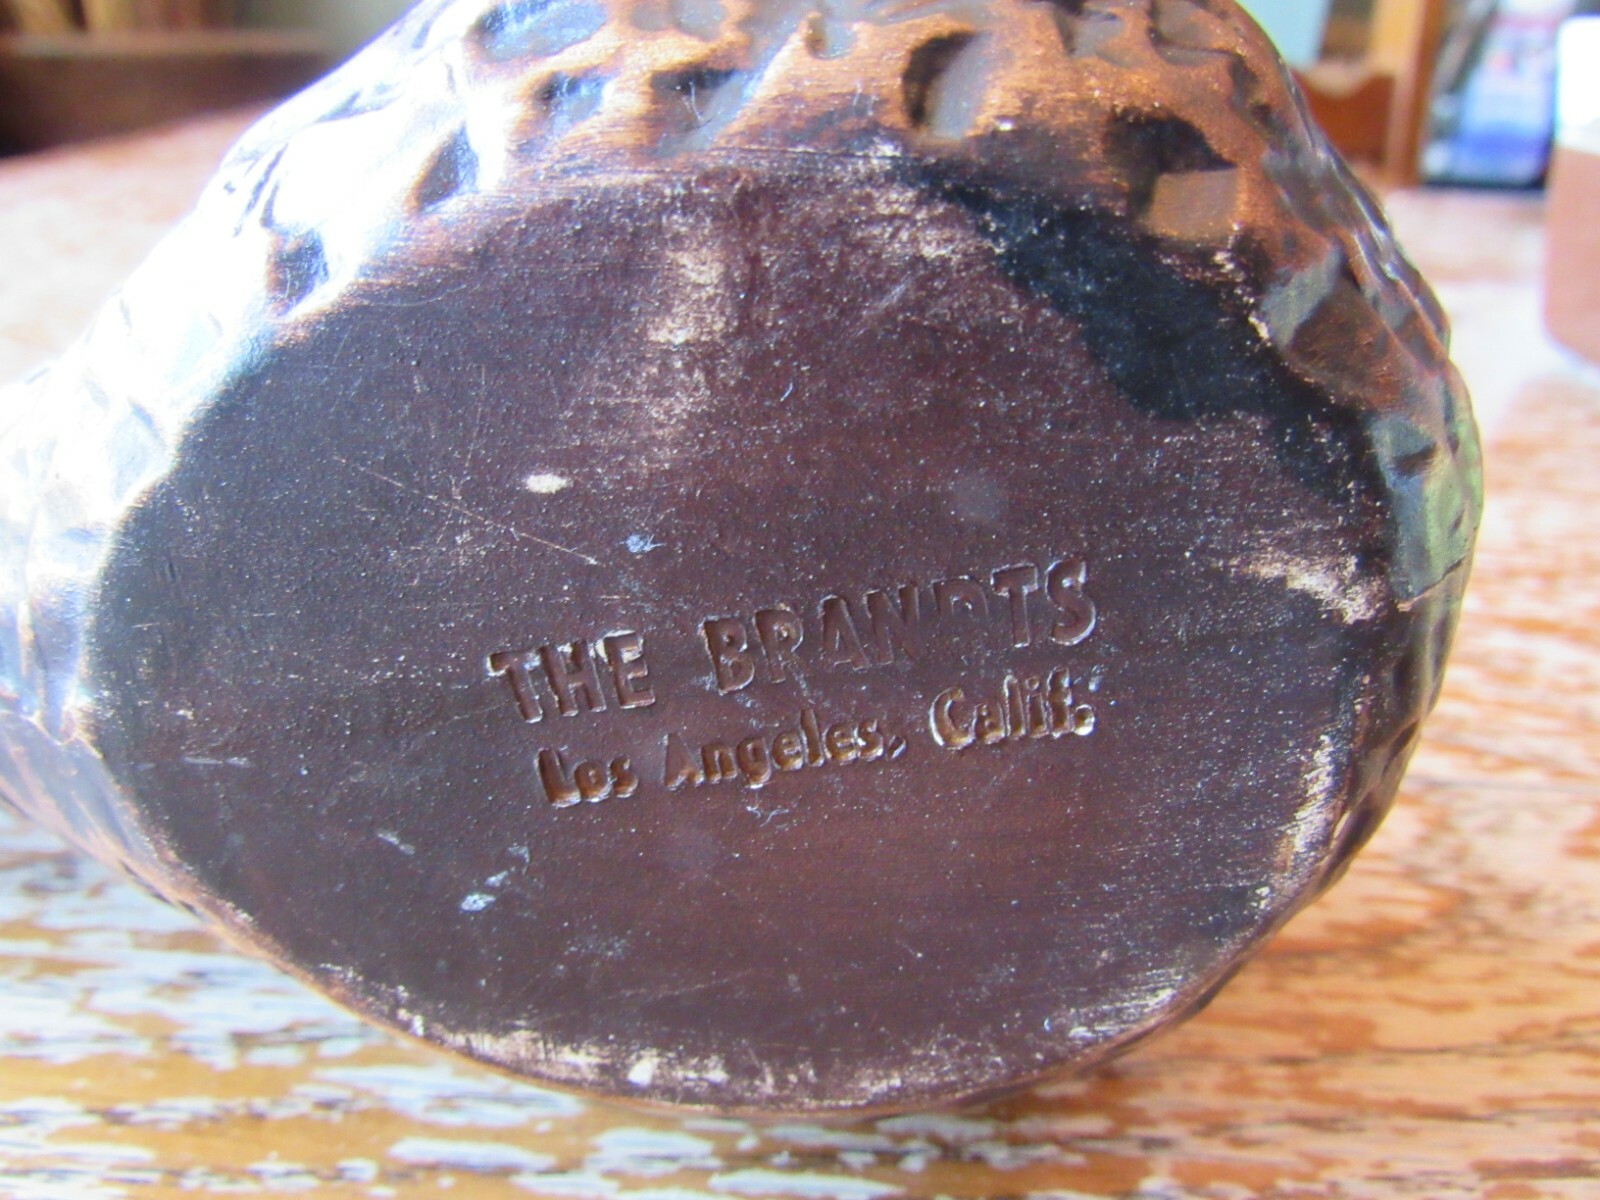 THE BRANDTS
Los Angeles, Calif.